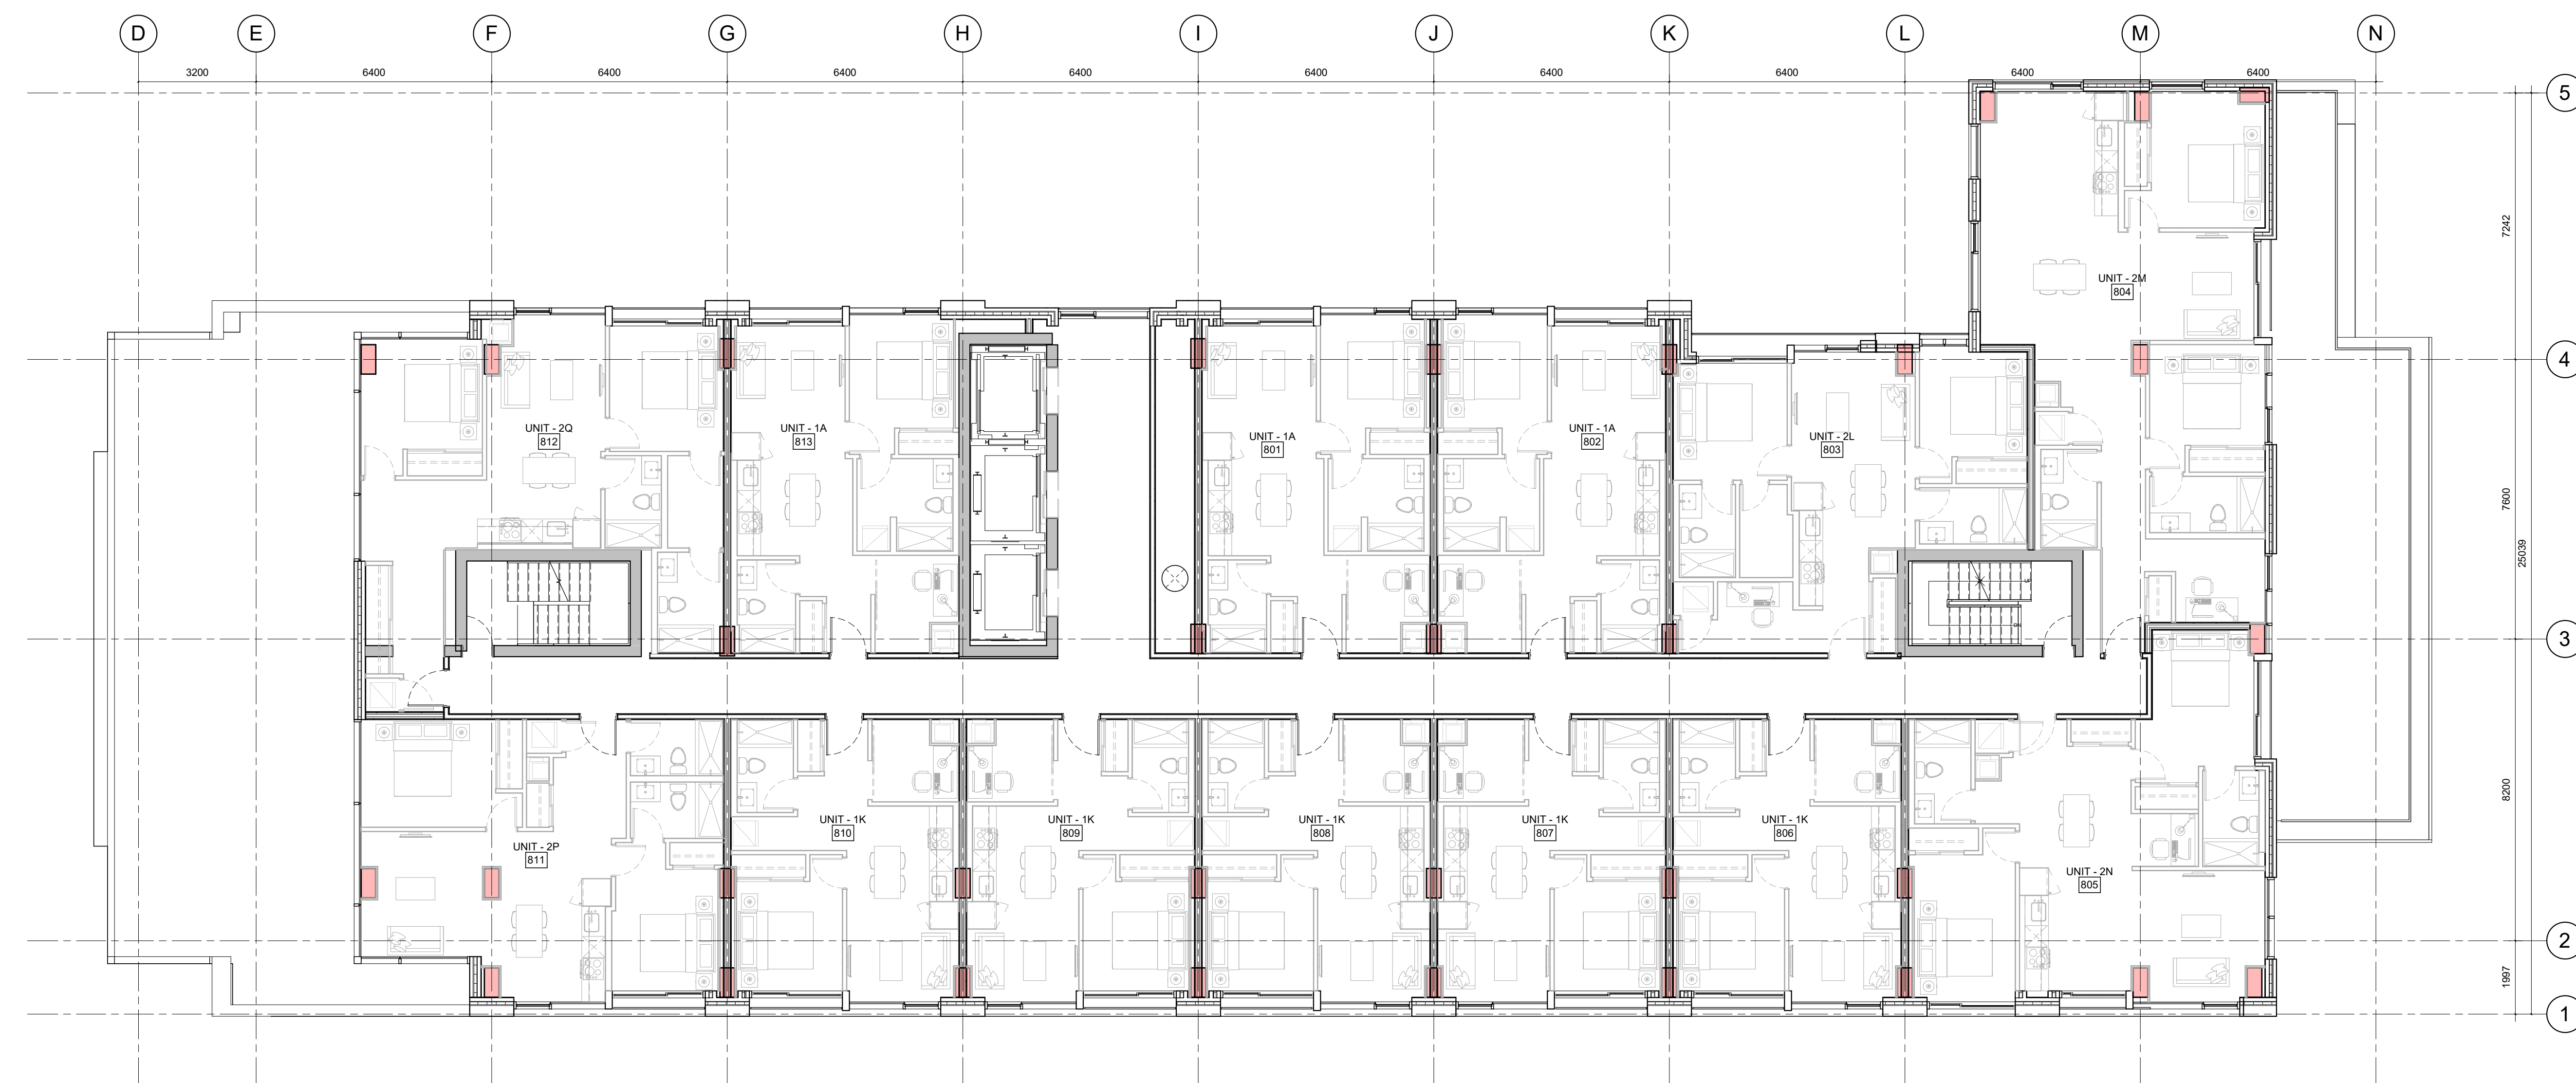 D E F G H I J K L M N
3200 6400 6400 6400 6400 6400 6400 6400 6400 6400
5
7242
UNIT - 2M
804
4
UNIT - 2Q
812
UNIT - 1A
813
UNIT - 1A
801
UNIT - 1A
802
UNIT - 2L
803
7600
25039
UP
DN
3
8200
UNIT - 1K
810
UNIT - 1K
809
UNIT - 1K
808
UNIT - 1K
807
UNIT - 1K
806
UNIT - 2P
811
UNIT - 2N
805
2
1997
1